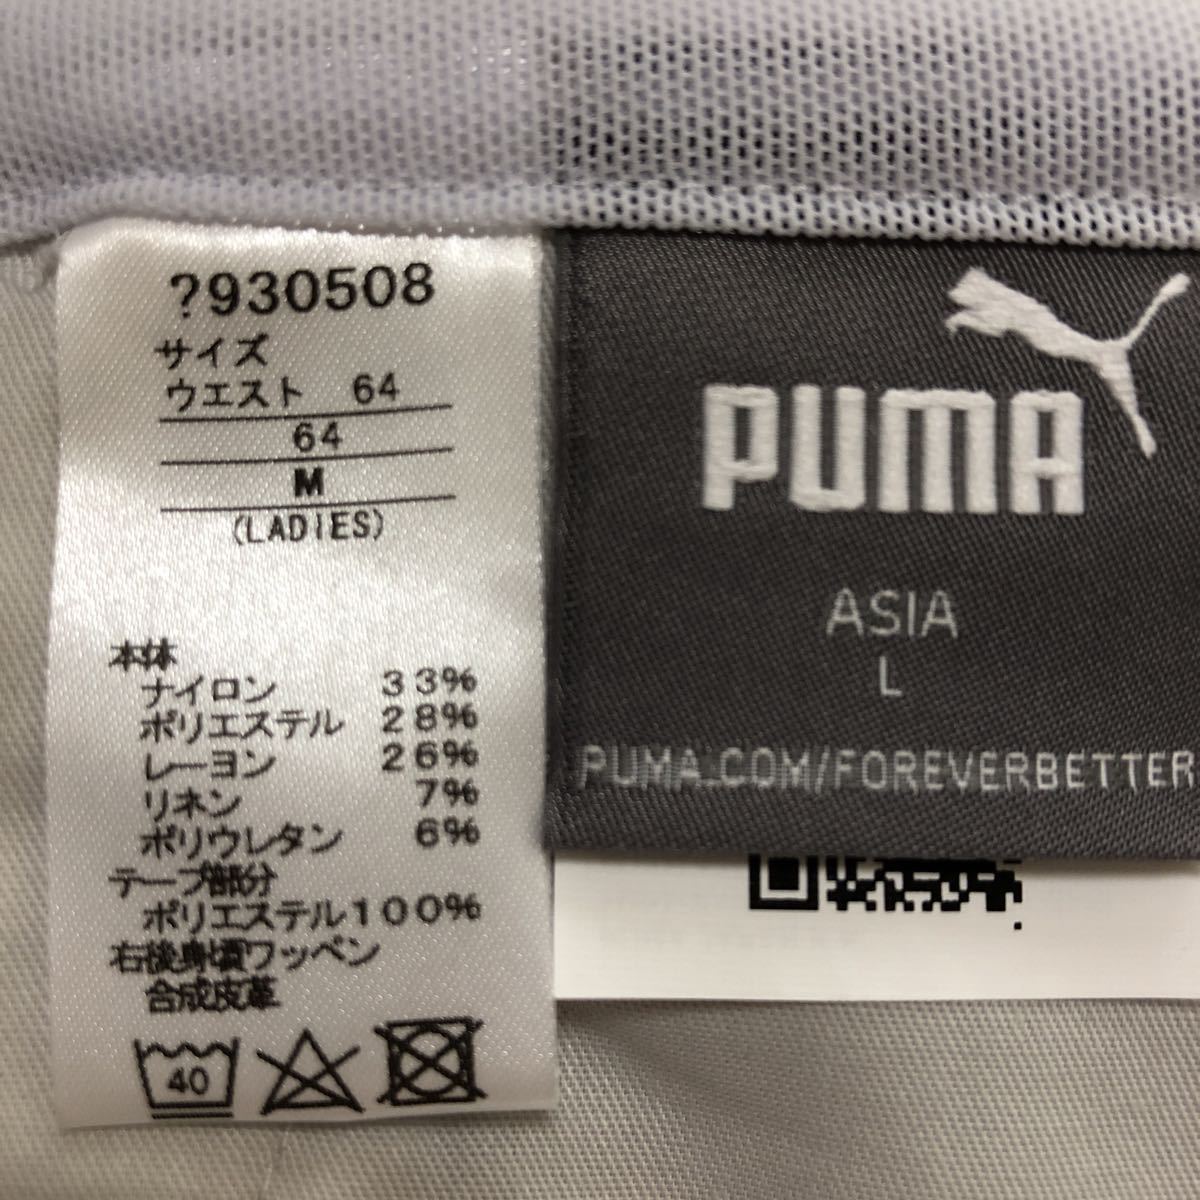 ?930508
サイズ
ウエスト 64
64
M
(LADIES)
本体
ナイロン 33%
ポリエステル 28%
レーヨン 26%
リネン 7%
ポリウレタン 6%
テープ部分
ポリエステル100%
右後身頃ワッペン
合成皮革
40
PUMA
ASIA
L
PUMA.COM/FOREVERBETTER